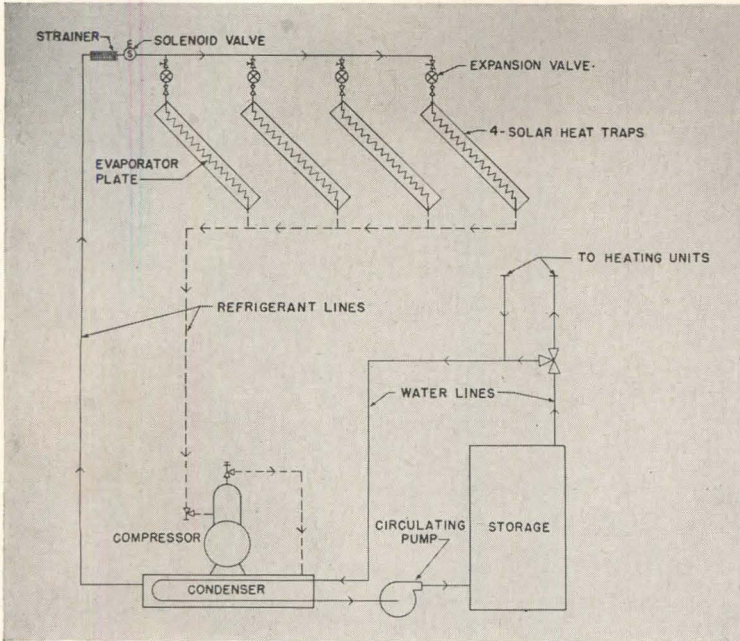 STRAINER
SOLENOID VALVE
S
EXPANSION VALVE.
4-SOLAR HEAT TRAPS
EVAPORATOR
PLATE
TO HEATING UNITS
REFRIGERANT LINES
WATER LINES
CIRCULATING
PUMP
STORAGE
COMPRESSOR
CONDENSER